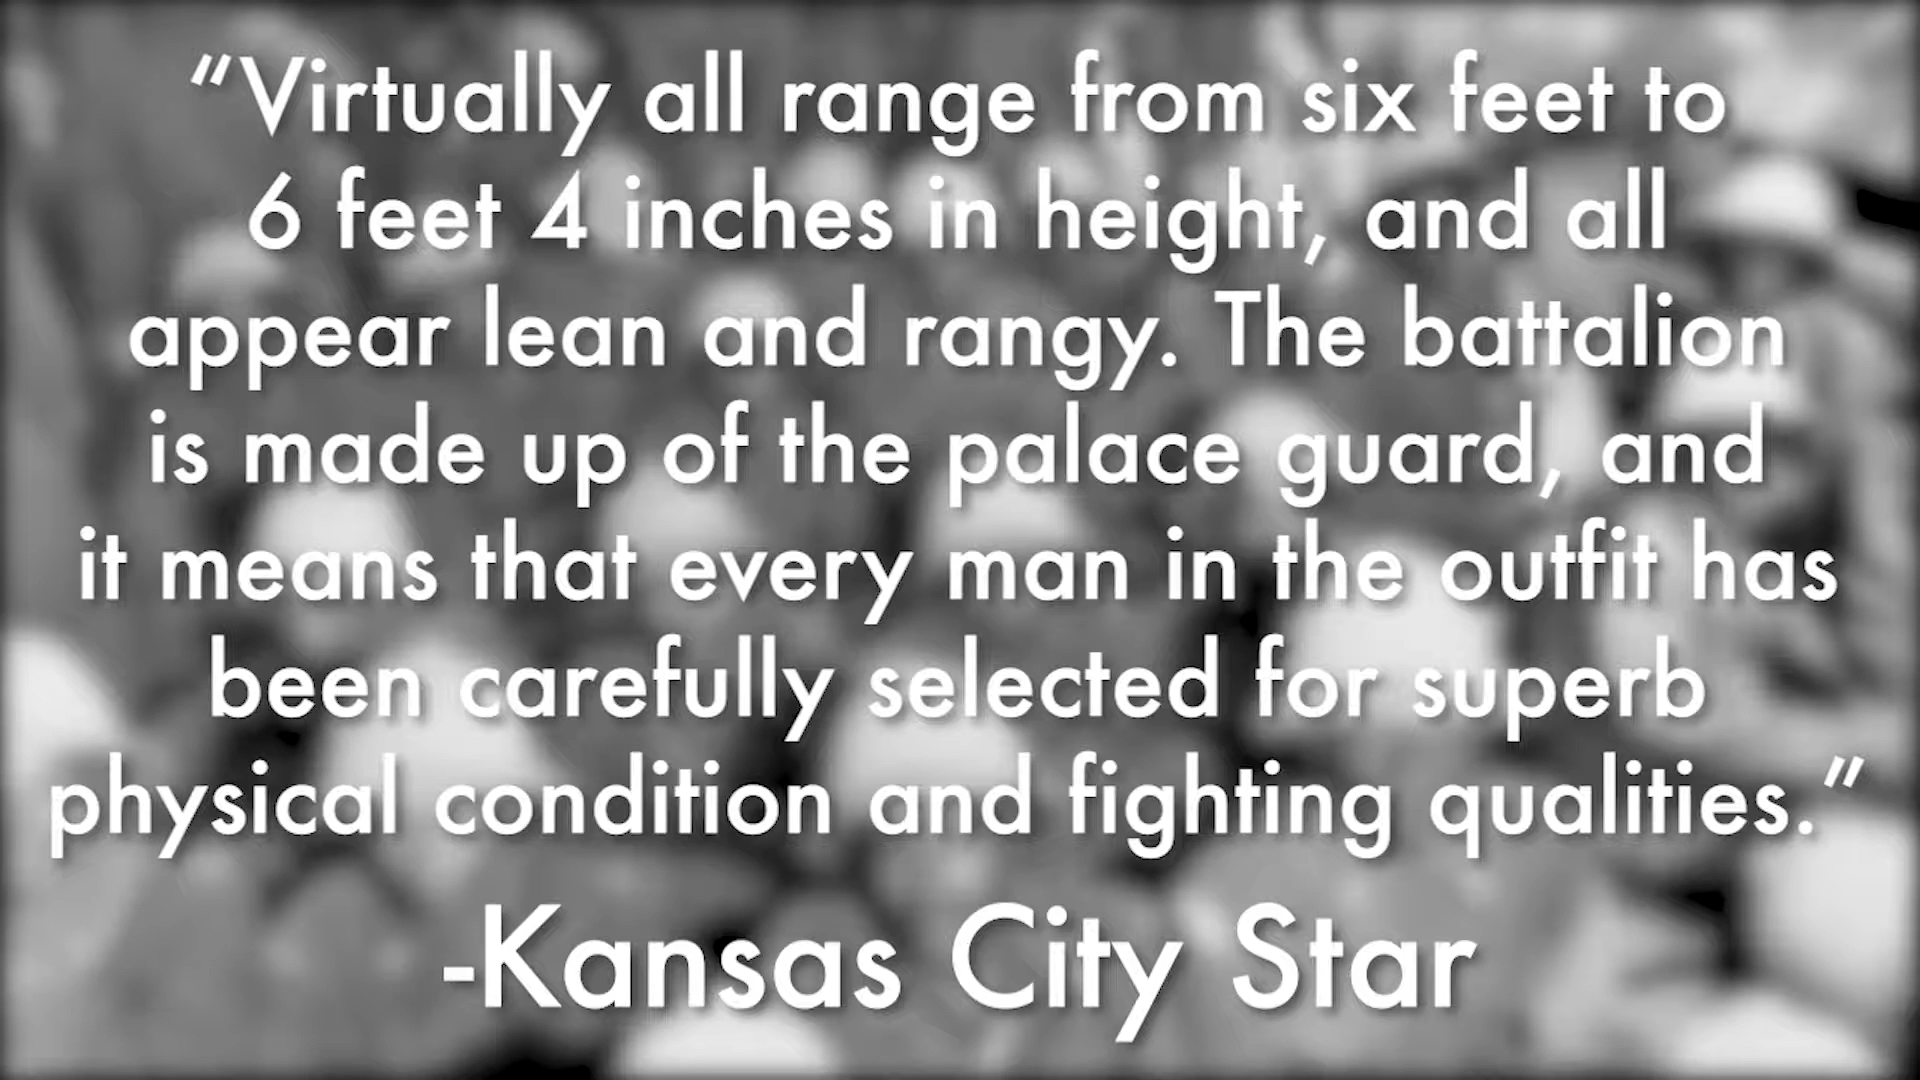 “Virtually all range from six feet to
6 feet 4 inches in height, and all
appear lean and rangy. The battalion
is made up of the palace guard, and
it means that every man in the outfit has
been carefully selected for superb
physical condition and fighting qualities.”
-Kansas City Star